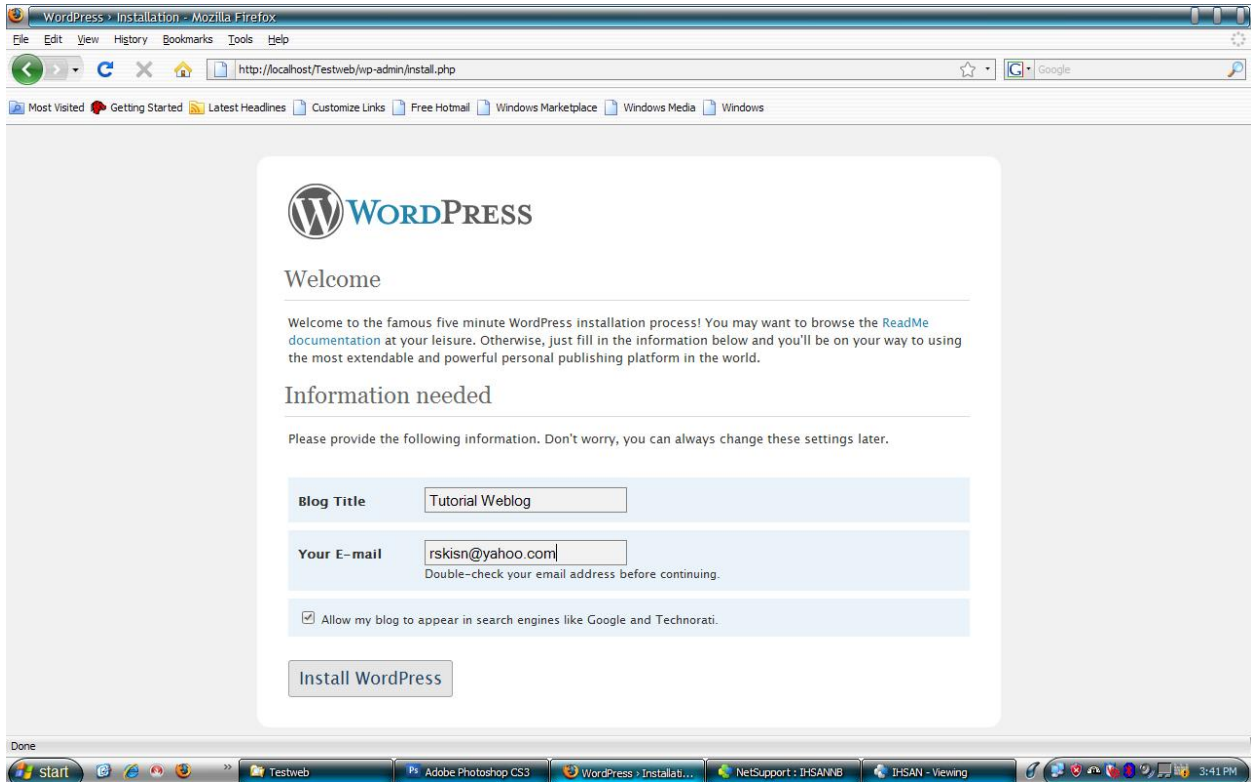 WordPress › Installation - Mozilla Firefox
File Edit View History Bookmarks Tools Help
http://localhost/Testweb/wp-admin/install.php
G Google
Most Visited Getting Started Latest Headlines Customize Links Free Hotmail Windows Marketplace Windows Media Windows
WORDPRESS
Welcome
Welcome to the famous five minute WordPress installation process! You may want to browse the ReadMe
documentation at your leisure. Otherwise, just fill in the information below and you'll be on your way to using
the most extendable and powerful personal publishing platform in the world.
Information needed
Please provide the following information. Don't worry, you can always change these settings later.
Blog Title
Tutorial Weblog
Your E-mail
rskisn@yahoo.com
Double-check your email address before continuing.
Allow my blog to appear in search engines like Google and Technorati.
Install WordPress
Done
start » Testweb Ps Adobe Photoshop CS3 WordPress › Installati... NetSupport : IHSANNB IHSAN - Viewing 3:41 PM